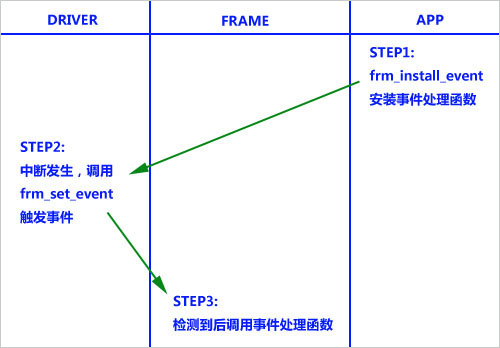 DRIVER
FRAME
APP
STEP1:
frm_install_event
安装事件处理函数
STEP2:
中断发生，调用
frm_set_event
触发事件
STEP3:
检测到后调用事件处理函数